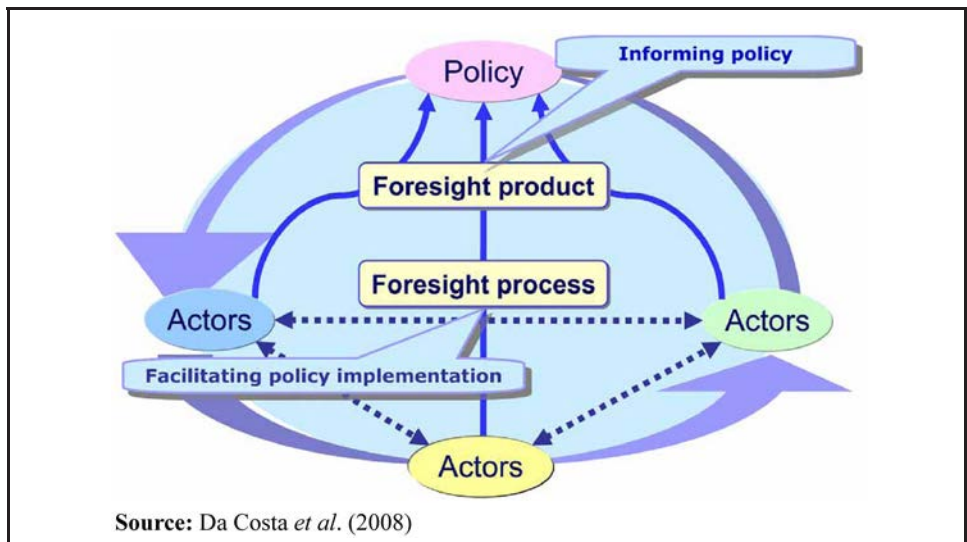 Informing policy
Policy
Foresight product
Foresight process
Actors
Actors
Facilitating policy implementation
Actors
Source: Da Costa et al. (2008)